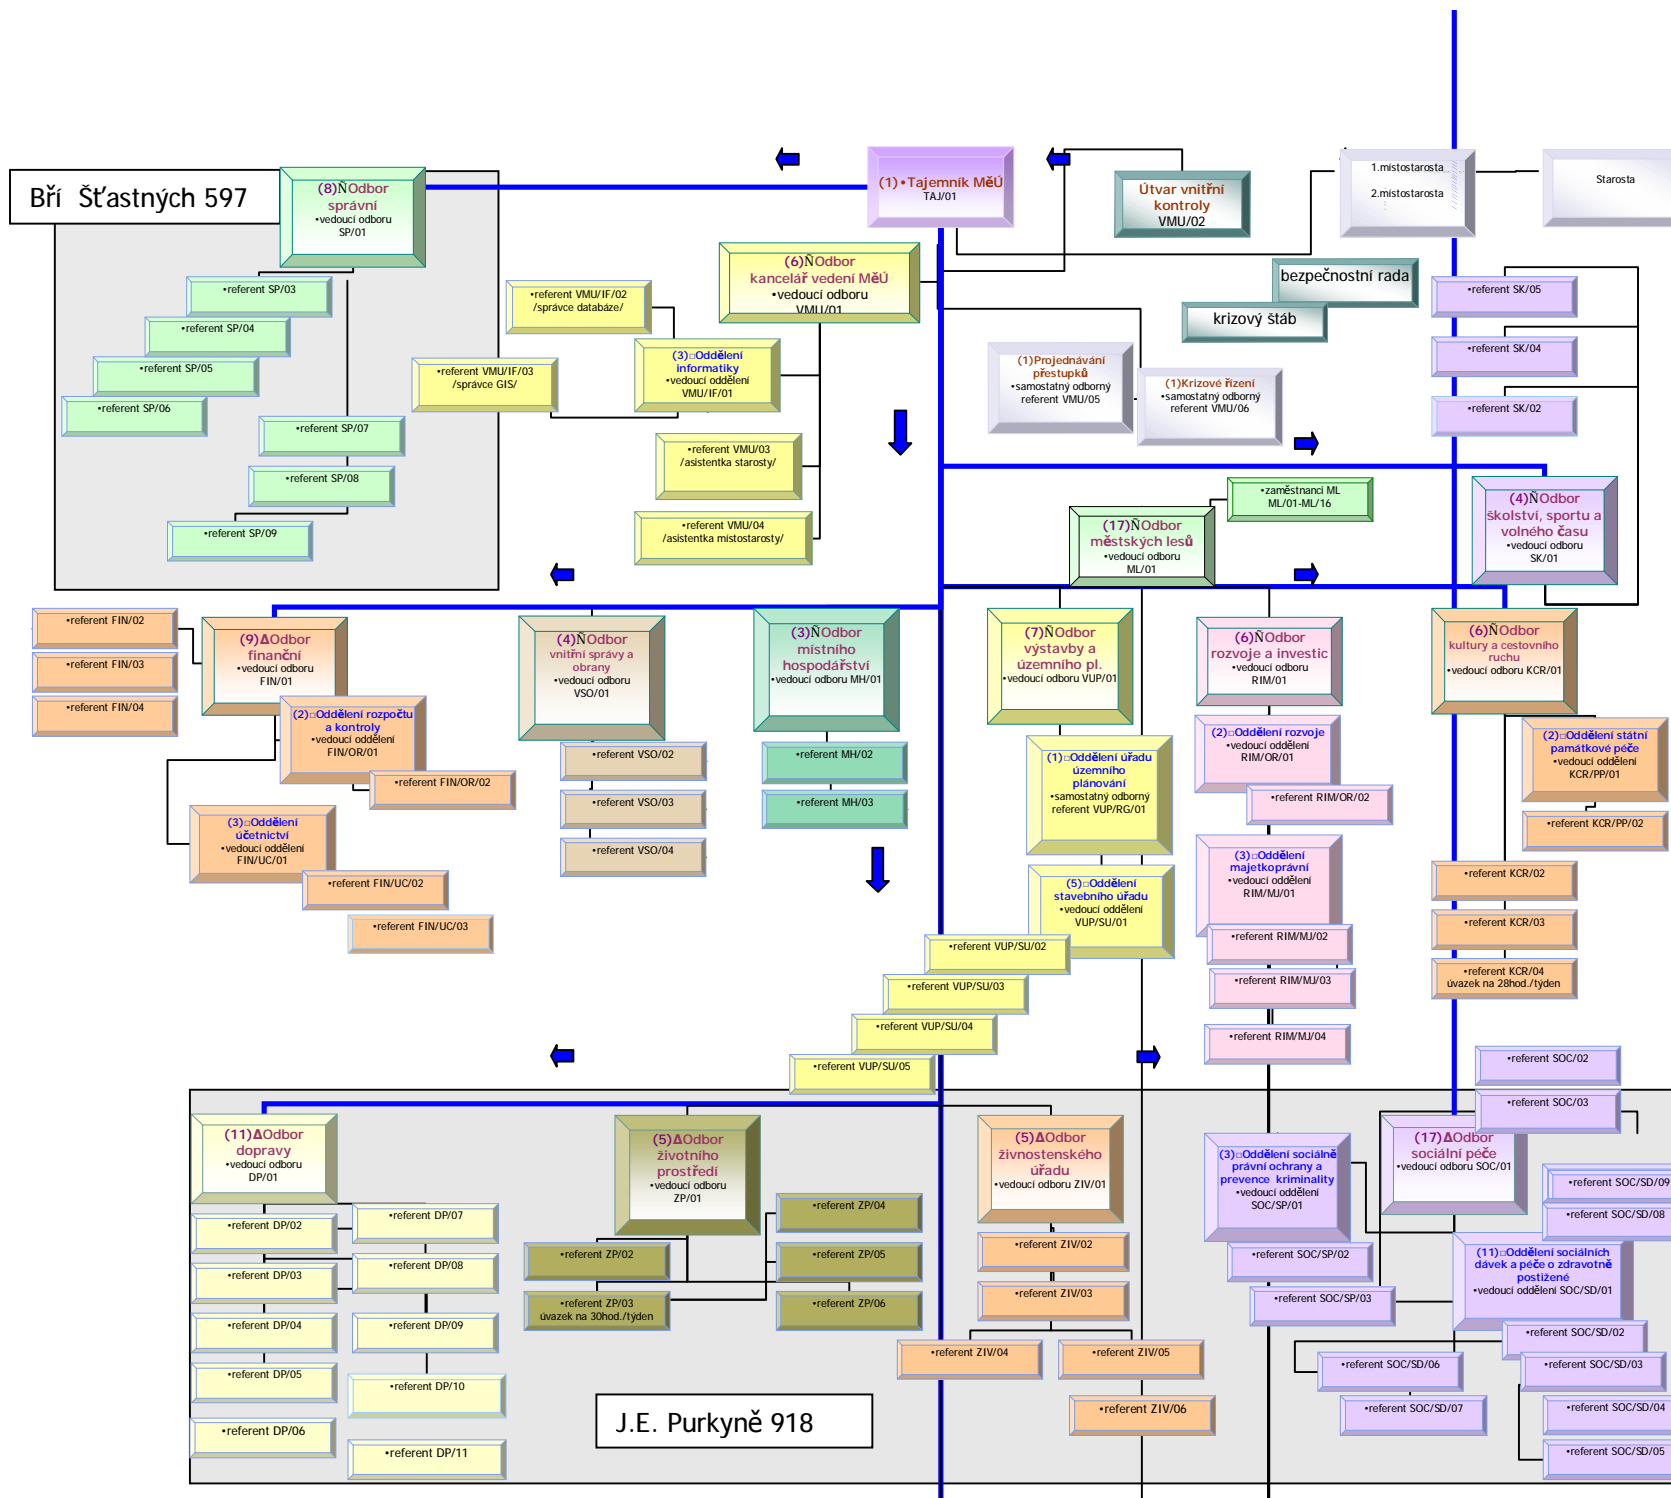 Bří Šťastných 597
(8)ÑOdbor
správní
•vedoucí odboru
SP/01
•referent SP/03
•referent SP/04
•referent SP/05
•referent SP/06
•referent SP/07
•referent SP/08
•referent SP/09
(1)•Tajemník MěÚ
TAJ/01
Útvar vnitřní
kontroly
VMU/02
1.místostarosta
2.místostarosta
Starosta
(6)ÑOdbor
kancelář vedení MěÚ
•vedoucí odboru
VMU/01
•referent VMU/IF/02
/správce databáze/
(3)□Oddělení
informatiky
•vedoucí oddělení
VMU/IF/01
•referent VMU/IF/03
/správce GIS/
•referent VMU/03
/asistentka starosty/
•referent VMU/04
/asistentka místostarosty/
bezpečnostní rada
krizový štáb
(1)Projednávání
přestupků
•samostatný odborný
referent VMU/05
(1)Krizové řízení
•samostatný odborný
referent VMU/06
•referent SK/05
•referent SK/04
•referent SK/02
(4)ÑOdbor
školství, sportu a
volného času
•vedoucí odboru
SK/01
•zaměstnanci ML
ML/01-ML/16
(17)ÑOdbor
městských lesů
•vedoucí odboru
ML/01
•referent FIN/02
•referent FIN/03
•referent FIN/04
(9)ΔOdbor
finanční
•vedoucí odboru
FIN/01
(2)□Oddělení rozpočtu
a kontroly
•vedoucí oddělení
FIN/OR/01
•referent FIN/OR/02
(3)□Oddělení
účetnictví
•vedoucí oddělení
FIN/UC/01
•referent FIN/UC/02
•referent FIN/UC/03
(4)ÑOdbor
vnitřní správy a
obrany
•vedoucí odboru
VSO/01
•referent VSO/02
•referent VSO/03
•referent VSO/04
(3)ÑOdbor
místního
hospodářství
•vedoucí odboru MH/01
•referent MH/02
•referent MH/03
(7)ÑOdbor
výstavby a
územního pl.
•vedoucí odboru VUP/01
(1)□Oddělení úřadu
územního
plánování
•samostatný odborný
referent VUP/RG/01
(5)□Oddělení
stavebního úřadu
•vedoucí oddělení
VUP/SU/01
•referent VUP/SU/02
•referent VUP/SU/03
•referent VUP/SU/04
•referent VUP/SU/05
(6)ÑOdbor
rozvoje a investic
•vedoucí odboru
RIM/01
(2)□Oddělení rozvoje
•vedoucí oddělení
RIM/OR/01
•referent RIM/OR/02
(3)□Oddělení
majetkoprávní
•vedoucí oddělení
RIM/MJ/01
•referent RIM/MJ/02
•referent RIM/MJ/03
•referent RIM/MJ/04
(6)ÑOdbor
kultury a cestovního
ruchu
•vedoucí odboru KCR/01
(2)□Oddělení státní
památkové péče
•vedoucí oddělení
KCR/PP/01
•referent KCR/PP/02
•referent KCR/02
•referent KCR/03
•referent KCR/04
úvazek na 28hod./týden
(11)ΔOdbor
dopravy
•vedoucí odboru
DP/01
•referent DP/02
•referent DP/03
•referent DP/04
•referent DP/05
•referent DP/06
•referent DP/07
•referent DP/08
•referent DP/09
•referent DP/10
•referent DP/11
(5)ΔOdbor
životního
prostředí
•vedoucí odboru
ZP/01
•referent ZP/02
•referent ZP/03
úvazek na 30hod./týden
•referent ZP/04
•referent ZP/05
•referent ZP/06
J.E. Purkyně 918
(5)ΔOdbor
živnostenského
úřadu
•vedoucí odboru ZIV/01
•referent ZIV/02
•referent ZIV/03
•referent ZIV/04
•referent ZIV/05
•referent ZIV/06
•referent SOC/02
•referent SOC/03
(17)ΔOdbor
sociální péče
•vedoucí odboru SOC/01
(3)□Oddělení sociálně
právní ochrany a
prevence kriminality
•vedoucí oddělení
SOC/SP/01
•referent SOC/SP/02
•referent SOC/SP/03
•referent SOC/SD/09
•referent SOC/SD/08
(11)□Oddělení sociálních
dávek a péče o zdravotně
postižené
•vedoucí oddělení SOC/SD/01
•referent SOC/SD/02
•referent SOC/SD/03
•referent SOC/SD/06
•referent SOC/SD/07
•referent SOC/SD/04
•referent SOC/SD/05